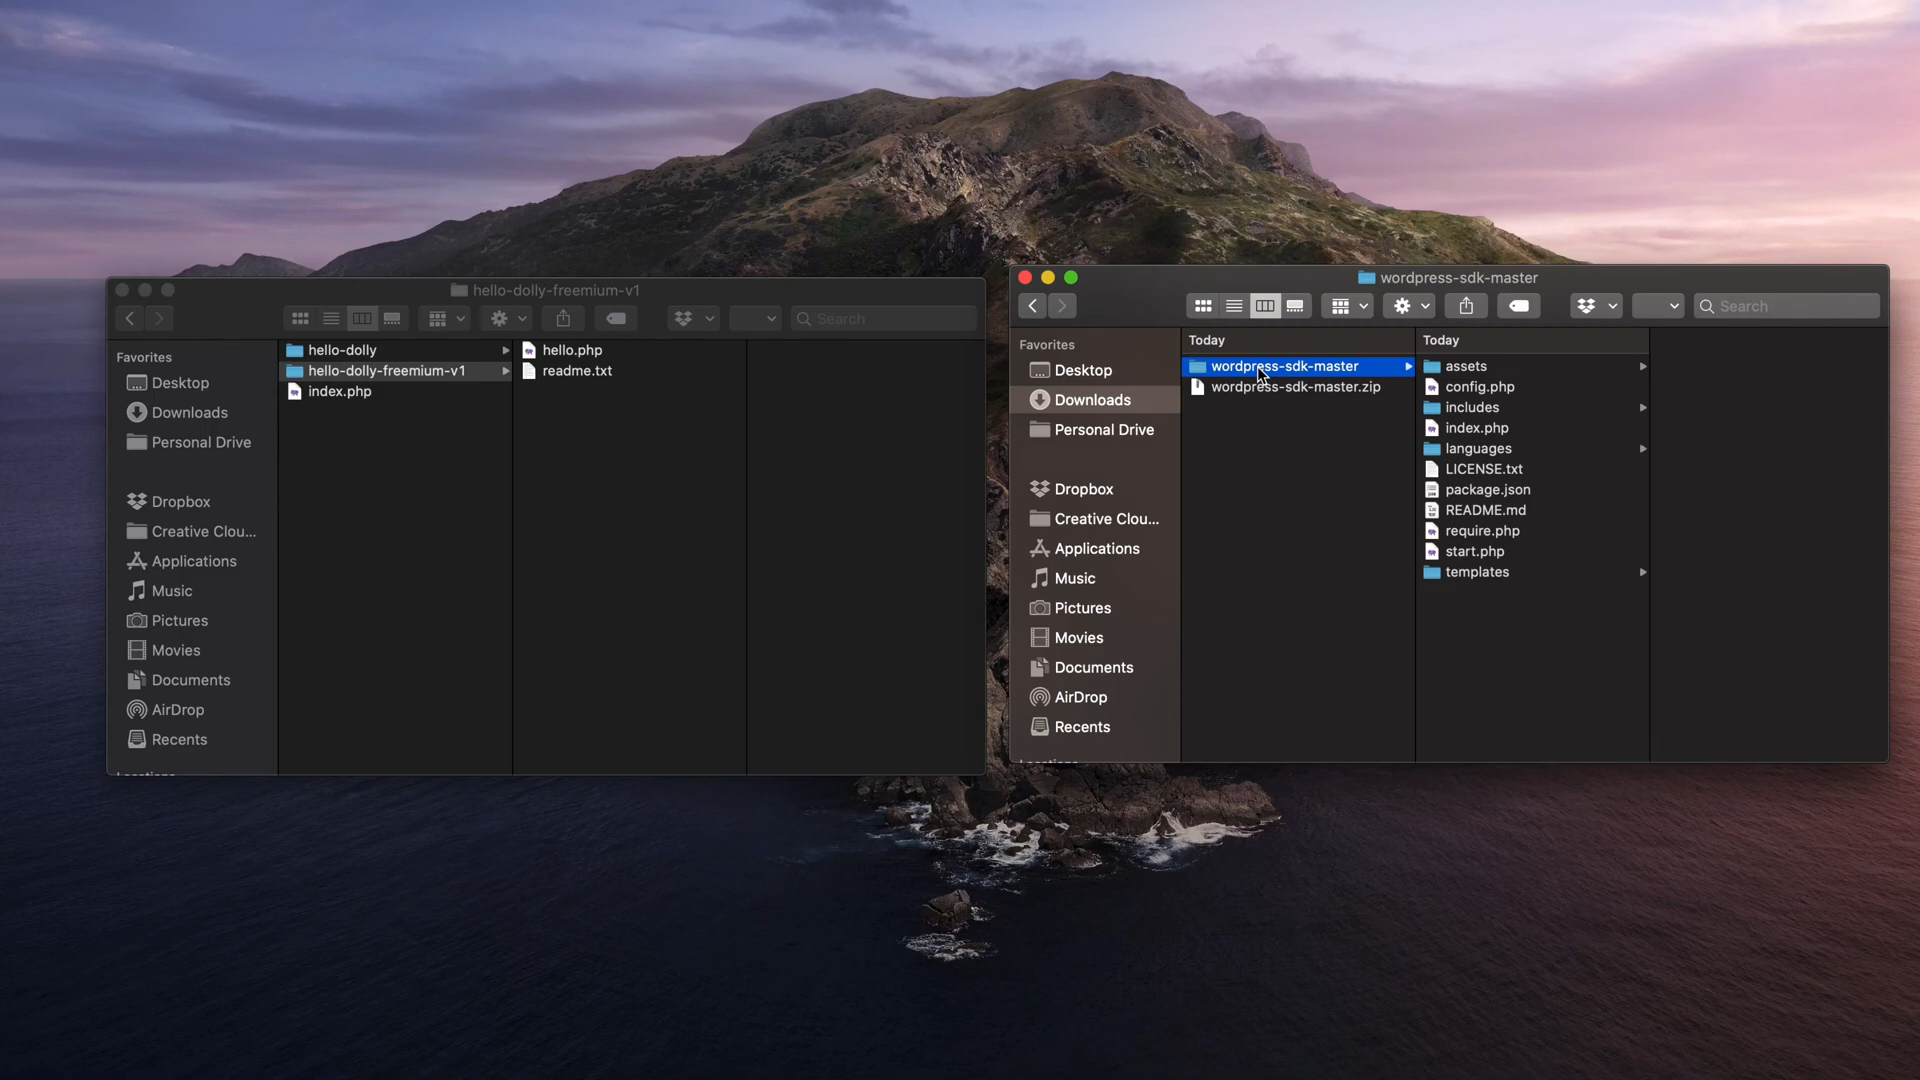 hello-dolly-freemium-v1
Search
Favorites
Desktop
Downloads
Personal Drive
Dropbox
Creative Clou...
Applications
Music
Pictures
Movies
Documents
AirDrop
Recents
Locations
hello-dolly
hello-dolly-freemium-v1
index.php
hello.php
readme.txt
wordpress-sdk-master
Search
Favorites
Desktop
Downloads
Personal Drive
Dropbox
Creative Clou...
Applications
Music
Pictures
Movies
Documents
AirDrop
Recents
Locations
Today
wordpress-sdk-master
wordpress-sdk-master.zip
Today
assets
config.php
includes
index.php
languages
LICENSE.txt
package.json
README.md
require.php
start.php
templates